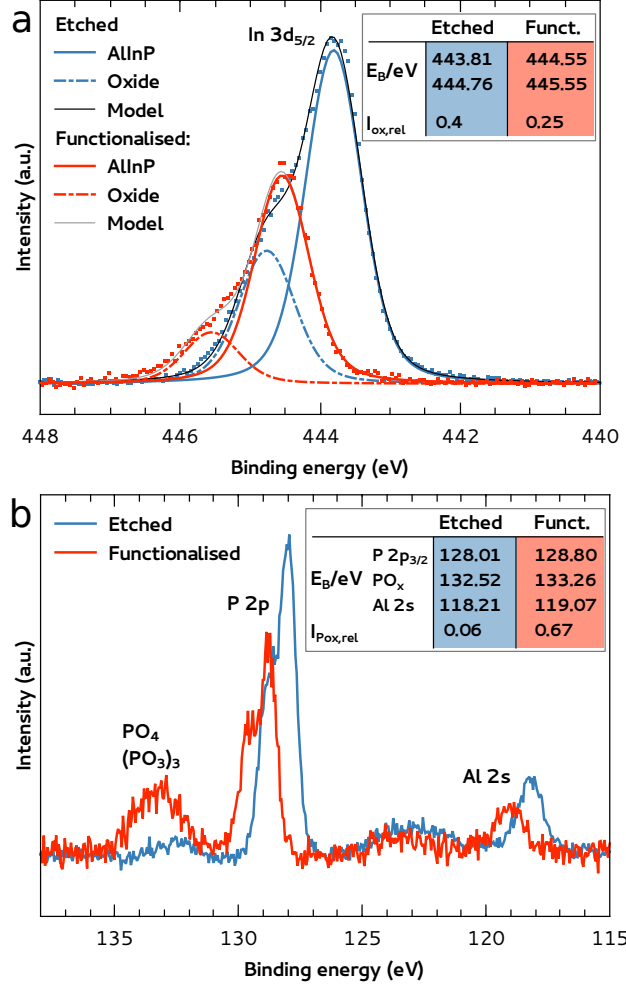 a
Etched
AlInP
Oxide
Model
Functionalised:
AlInP
Oxide
Model
In 3d5/2
Etched Funct.
EB/eV 443.81 444.55
444.76 445.55
Iox,rel 0.4 0.25
Intensity (a.u.)
448 446 444 442 440
Binding energy (eV)
b
Etched
Functionalised
Etched Funct.
P 2p3/2 128.01 128.80
EB/eV POx 132.52 133.26
Al 2s 118.21 119.07
IPox,rel 0.06 0.67
P 2p
PO4
(PO3)3
Al 2s
Intensity (a.u.)
135 130 125 120 115
Binding energy (eV)